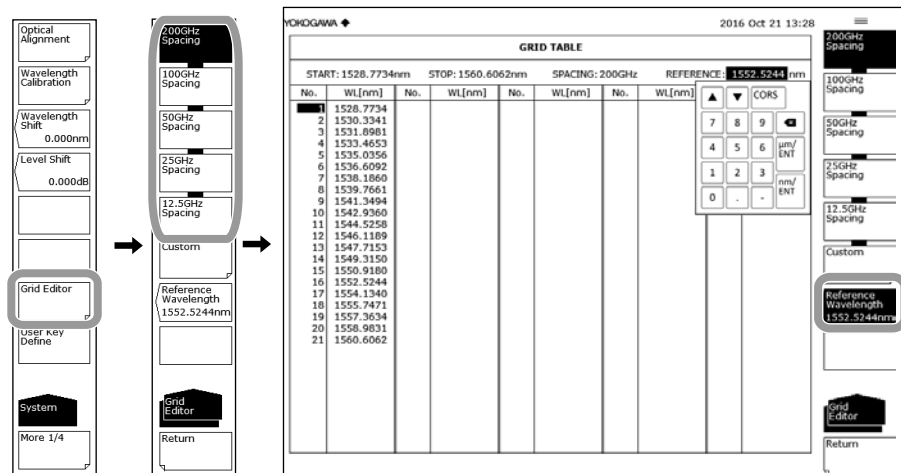 Optical
Alignment
Wavelength
Calibration
Wavelength
Shift
0.000nm
Level Shift
0.000dB
Grid Editor
User Key
Define
System
More 1/4
200GHz
Spacing
100GHz
Spacing
50GHz
Spacing
25GHz
Spacing
12.5GHz
Spacing
Custom
Reference
Wavelength
1552.5244nm
Grid
Editor
Return
YOKOGAWA 2016 Oct 21 13:28
GRID TABLE
START: 1528.7734nm STOP: 1560.6062nm SPACING: 200GHz REFERENCE: 1552.5244 nm
No. WL[nm] No. WL[nm] No. WL[nm] No. WL[nm]
1 1528.7734
2 1530.3341
3 1531.8981
4 1533.4653
5 1535.0356
6 1536.6092
7 1538.1860
8 1539.7661
9 1541.3494
10 1542.9360
11 1544.5258
12 1546.1189
13 1547.7153
14 1549.3150
15 1550.9180
16 1552.5244
17 1554.1340
18 1555.7471
19 1557.3634
20 1558.9831
21 1560.6062
▲ ▼ CORS
7 8 9
4 5 6 µm/
ENT
1 2 3 nm/
ENT
0 . -
200GHz
Spacing
100GHz
Spacing
50GHz
Spacing
25GHz
Spacing
12.5GHz
Spacing
Custom
Reference
Wavelength
1552.5244nm
Grid
Editor
Return